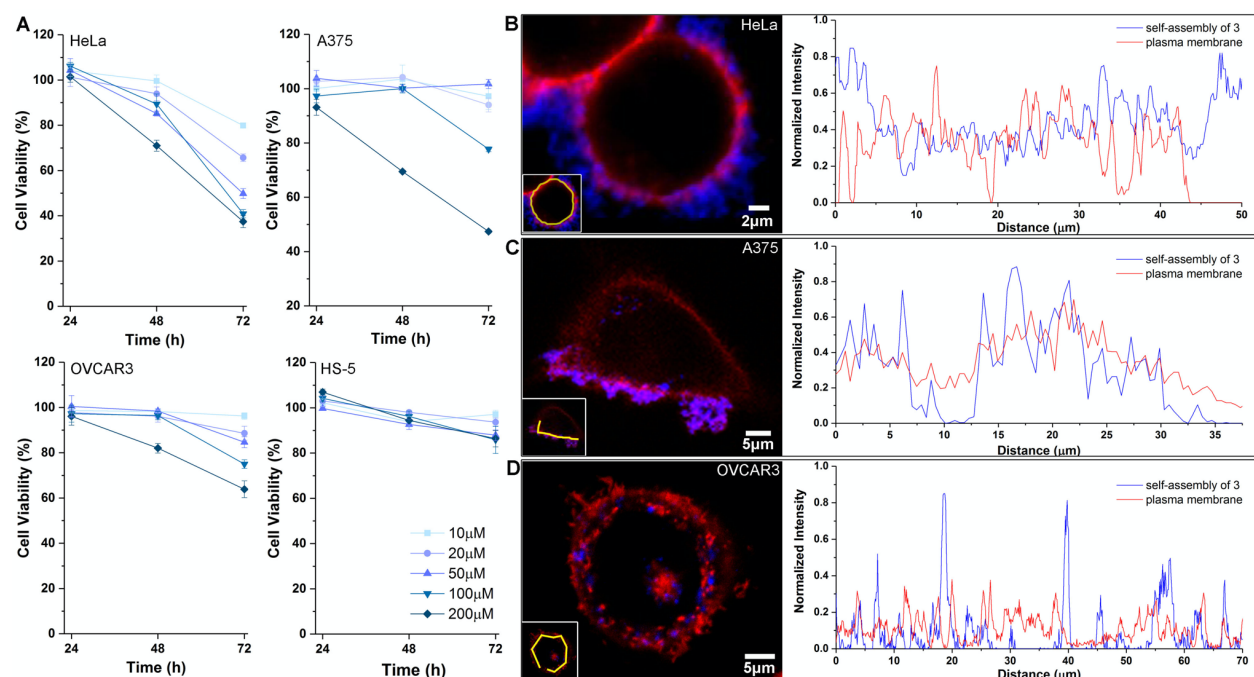 A
HeLa
Cell Viability (%)
120
100
80
60
40
20
0
24
48
72
Time (h)
A375
Cell Viability (%)
120
100
80
60
40
20
24
48
72
Time (h)
OVCAR3
Cell Viability (%)
120
100
80
60
40
20
0
24
48
72
Time (h)
HS-5
Cell Viability (%)
120
100
80
60
40
20
0
10μM
20μM
50μM
100μM
200μM
24
48
72
Time (h)
B
HeLa
2μm
Normalized Intensity
1.0
0.8
0.6
0.4
0.2
0.0
self-assembly of 3
plasma membrane
0
10
20
30
40
50
Distance (μm)
C
A375
5μm
Normalized Intensity
1.0
0.8
0.6
0.4
0.2
0.0
self-assembly of 3
plasma membrane
0
5
10
15
20
25
30
35
Distance (μm)
D
OVCAR3
5μm
Normalized Intensity
1.0
0.8
0.6
0.4
0.2
0.0
self-assembly of 3
plasma membrane
0
10
20
30
40
50
60
70
Distance (μm)